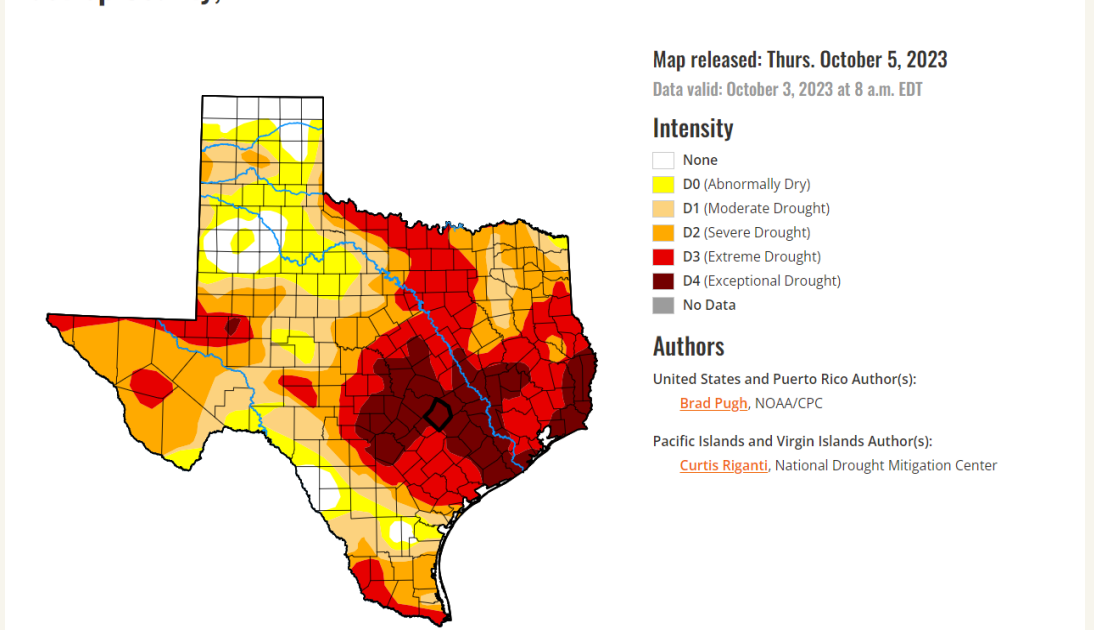 Map released: Thurs. October 5, 2023
Data valid: October 3, 2023 at 8 a.m. EDT
Intensity
None
D0 (Abnormally Dry)
D1 (Moderate Drought)
D2 (Severe Drought)
D3 (Extreme Drought)
D4 (Exceptional Drought)
No Data
Authors
United States and Puerto Rico Author(s):
Brad Pugh, NOAA/CPC
Pacific Islands and Virgin Islands Author(s):
Curtis Riganti, National Drought Mitigation Center